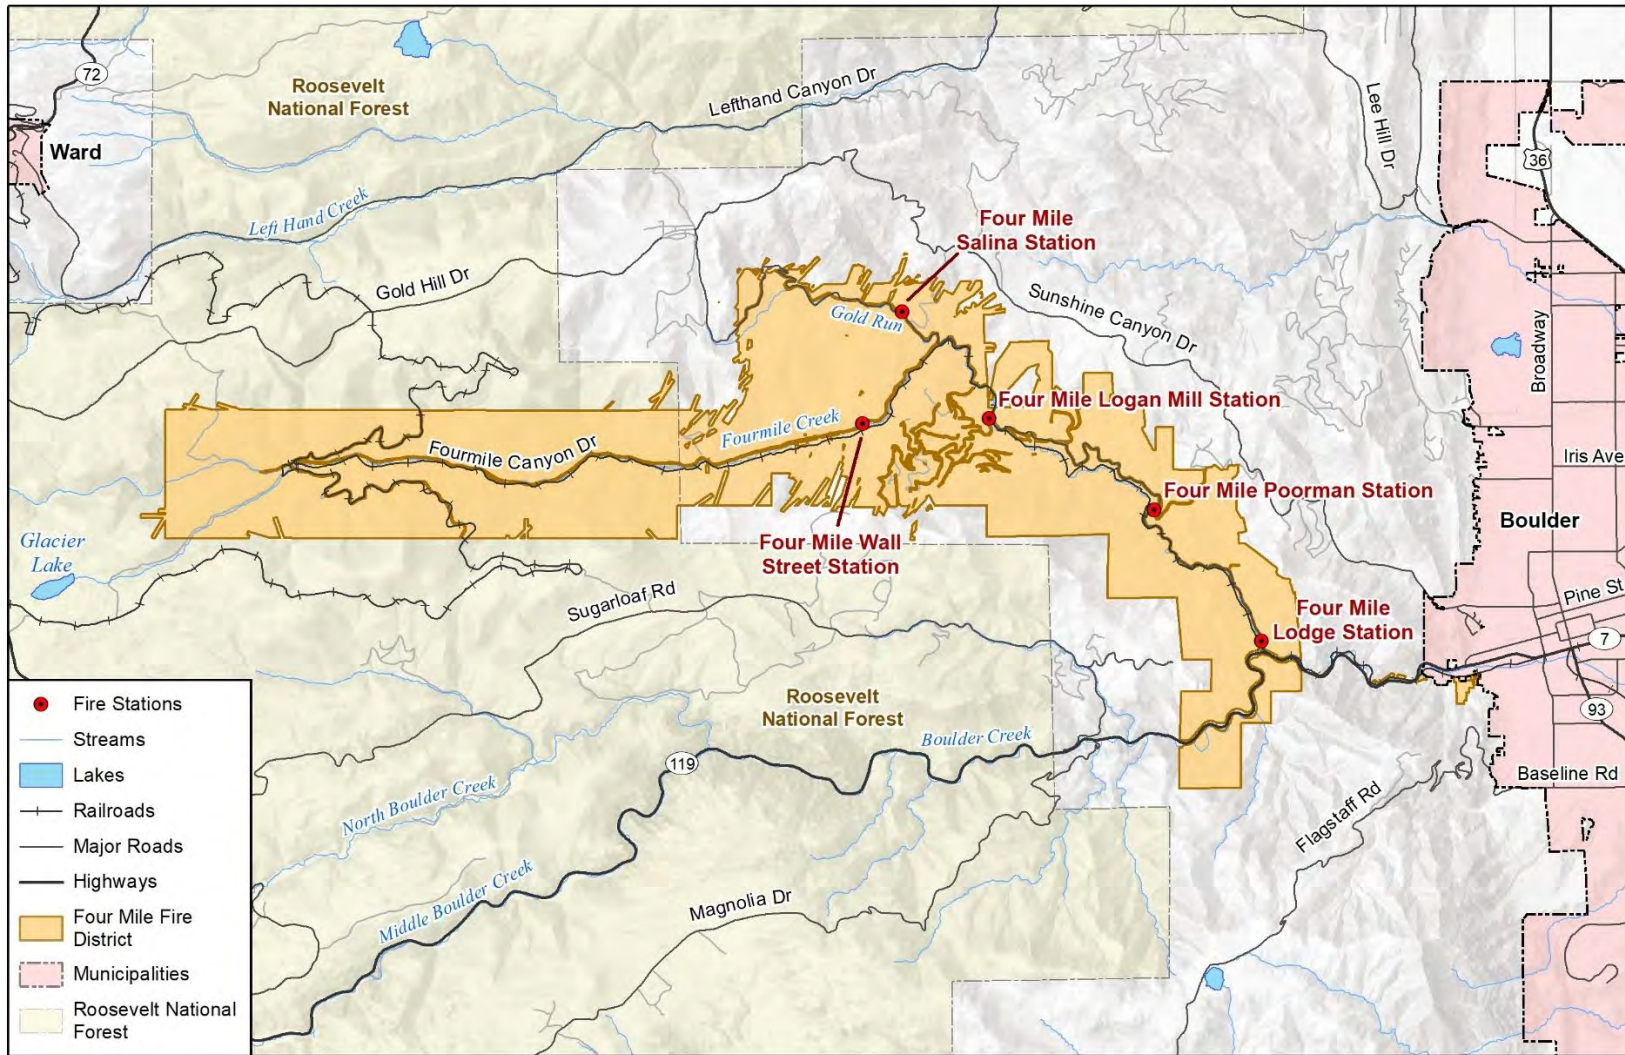 72
Roosevelt
National Forest
Ward
Lefthand Canyon Dr
Lee Hill Dr
36
Left Hand Creek
Four Mile
Salina Station
Gold Hill Dr
Gold Run
Sunshine Canyon Dr
Broadway
Four Mile Logan Mill Station
Fourmile Creek
Fourmile Canyon Dr
Iris Ave
Four Mile Poorman Station
Boulder
Glacier
Lake
Four Mile Wall
Street Station
Sugarloaf Rd
Pine St
Four Mile
Lodge Station
7
Roosevelt
National Forest
Boulder Creek
93
119
Baseline Rd
North Boulder Creek
Flagstaff Rd
Middle Boulder Creek
Magnolia Dr
Fire Stations
Streams
Lakes
Railroads
Major Roads
Highways
Four Mile Fire
District
Municipalities
Roosevelt National
Forest